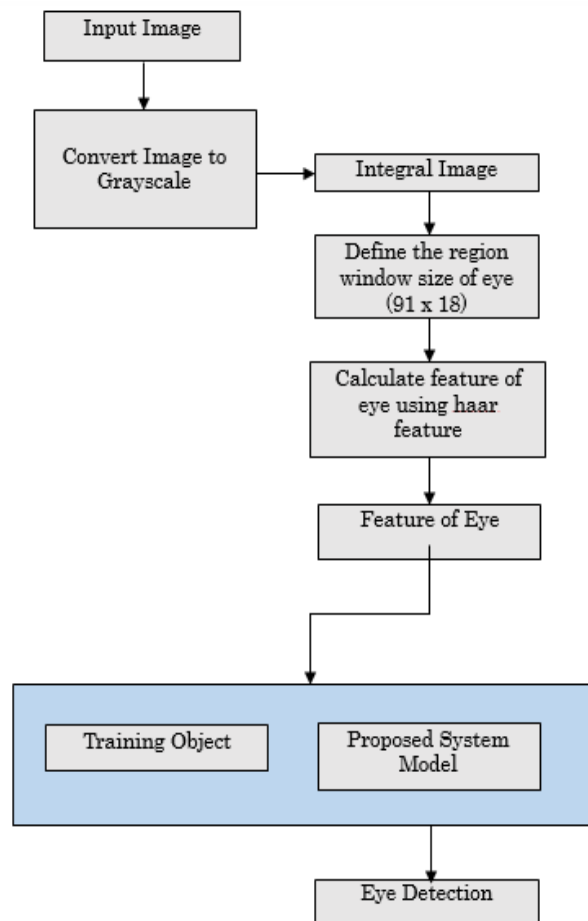 Input Image
Convert Image to
Grayscale
Integral Image
Define the region
window size of eye
(91 x 18)
Calculate feature of
eye using haar
feature
Feature of Eye
Training Object
Proposed System
Model
Eye Detection